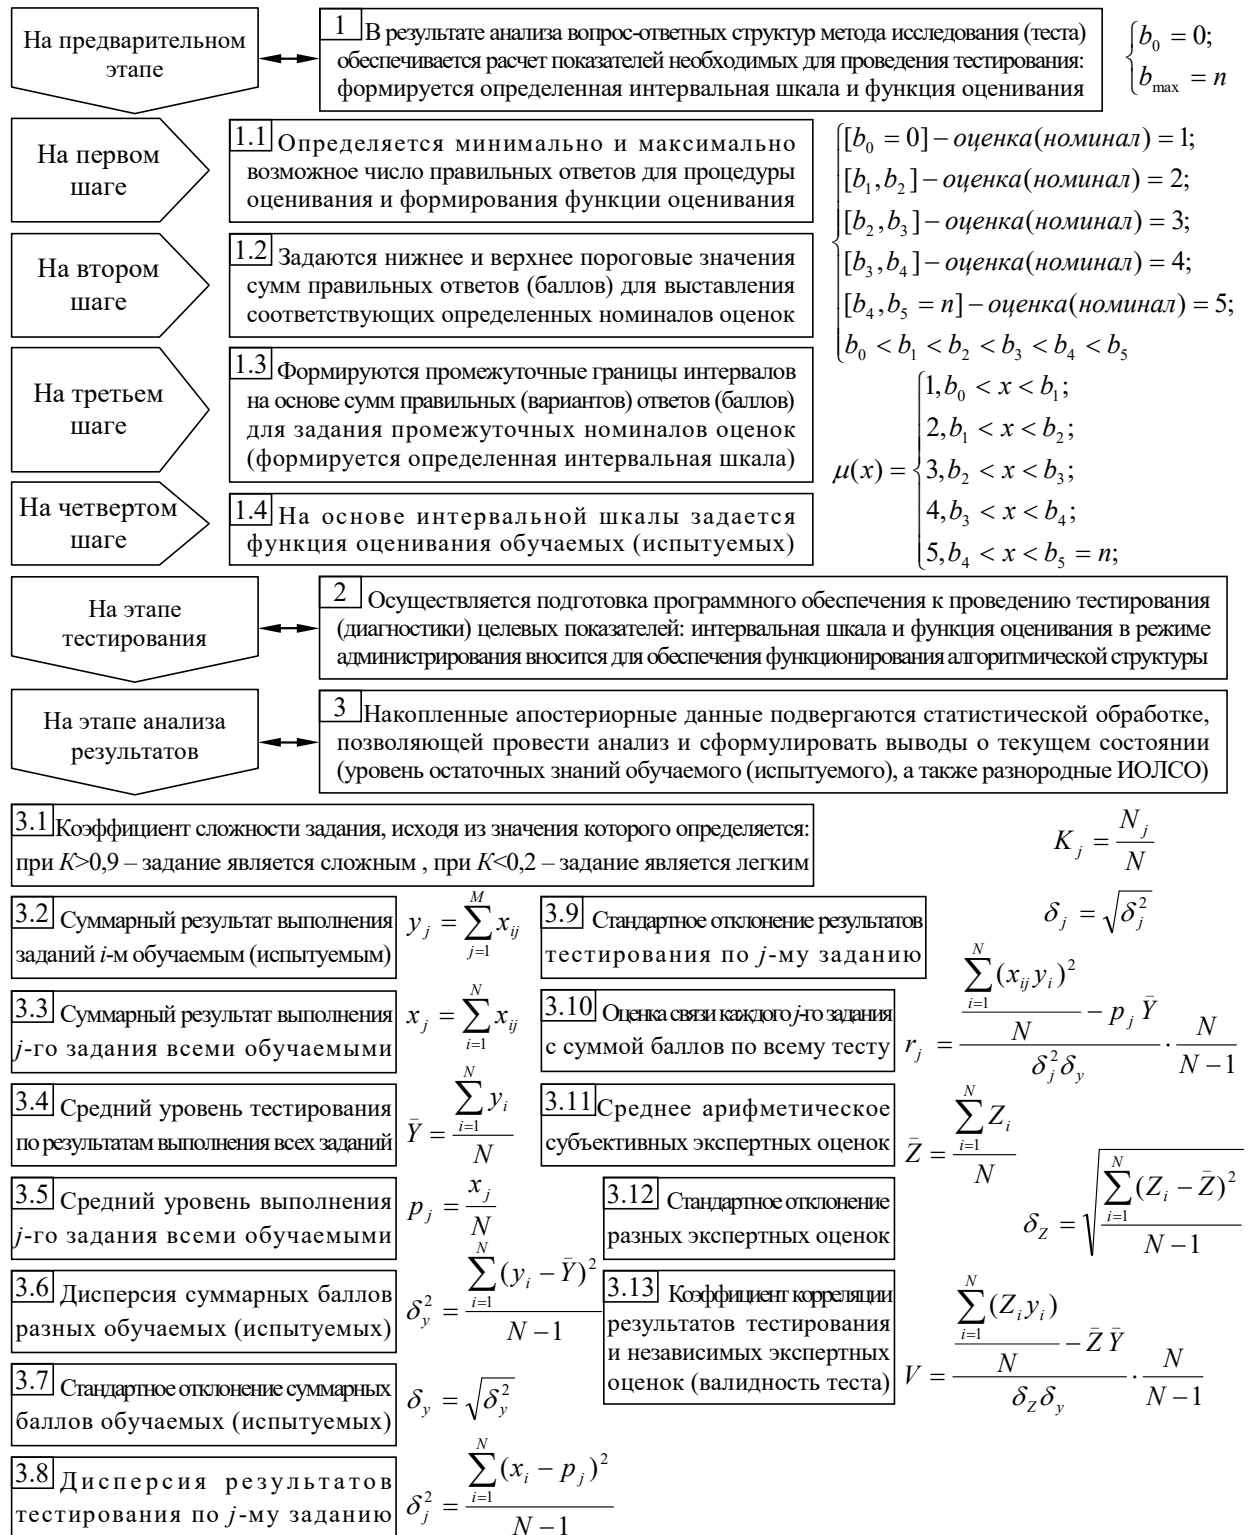 На предварительном
этапе
1 В результате анализа вопрос-ответных структур метода исследования (теста)
обеспечивается расчет показателей необходимых для проведения тестирования:
формируется определенная интервальная шкала и функция оценивания
{b_0 = 0;
b_max = n
На первом
шаге
1.1 Определяется минимально и максимально
возможное число правильных ответов для процедуры
оценивания и формирования функции оценивания
На втором
шаге
1.2 Задаются нижнее и верхнее пороговые значения
сумм правильных ответов (баллов) для выставления
соответствующих определенных номиналов оценок
{[b_0 = 0] – оценка(номинал) = 1;
[b_1, b_2] – оценка(номинал) = 2;
[b_2, b_3] – оценка(номинал) = 3;
[b_3, b_4] – оценка(номинал) = 4;
[b_4, b_5 = n] – оценка(номинал) = 5;
b_0 < b_1 < b_2 < b_3 < b_4 < b_5
На третьем
шаге
1.3 Формируются промежуточные границы интервалов
на основе сумм правильных (вариантов) ответов (баллов)
для задания промежуточных номиналов оценок
(формируется определенная интервальная шкала)
На четвертом
шаге
1.4 На основе интервальной шкалы задается
функция оценивания обучаемых (испытуемых)
μ(x) = {1, b_0 < x < b_1;
2, b_1 < x < b_2;
3, b_2 < x < b_3;
4, b_3 < x < b_4;
5, b_4 < x < b_5 = n;
На этапе
тестирования
2 Осуществляется подготовка программного обеспечения к проведению тестирования
(диагностики) целевых показателей: интервальная шкала и функция оценивания в режиме
администрирования вносится для обеспечения функционирования алгоритмической структуры
На этапе анализа
результатов
3 Накопленные апостериорные данные подвергаются статистической обработке,
позволяющей провести анализ и сформулировать выводы о текущем состоянии
(уровень остаточных знаний обучаемого (испытуемого), а также разнородные ИОЛСО)
3.1 Коэффициент сложности задания, исходя из значения которого определяется:
при K>0,9 – задание является сложным , при K<0,2 – задание является легким
K_j = N_j / N
3.2 Суммарный результат выполнения
заданий i-м обучаемым (испытуемым)
y_j = ∑_{j=1}^{M} x_{ij}
3.3 Суммарный результат выполнения
j-го задания всеми обучаемыми
x_j = ∑_{i=1}^{N} x_{ij}
3.4 Средний уровень тестирования
по результатам выполнения всех заданий
Ȳ = ∑_{i=1}^{N} y_i / N
3.5 Средний уровень выполнения
j-го задания всеми обучаемыми
p_j = x_j / N
3.6 Дисперсия суммарных баллов
разных обучаемых (испытуемых)
δ_y^2 = ∑_{i=1}^{N} (y_i − Ȳ)^2 / (N − 1)
3.7 Стандартное отклонение суммарных
баллов обучаемых (испытуемых)
δ_y = √(δ_y^2)
3.8 Дисперсия результатов
тестирования по j-му заданию
δ_j^2 = ∑_{i=1}^{N} (x_i − p_j)^2 / (N − 1)
3.9 Стандартное отклонение результатов
тестирования по j-му заданию
δ_j = √(δ_j^2)
3.10 Оценка связи каждого j-го задания
с суммой баллов по всему тесту
r_j = (∑_{i=1}^{N} (x_{ij} y_i)^2 / N − p_j Ȳ) / (δ_j^2 δ_y) · N / (N − 1)
3.11 Среднее арифметическое
субъективных экспертных оценок
Z̄ = ∑_{i=1}^{N} Z_i / N
3.12 Стандартное отклонение
разных экспертных оценок
δ_Z = √(∑_{i=1}^{N} (Z_i − Z̄)^2 / (N − 1))
3.13 Коэффициент корреляции
результатов тестирования
и независимых экспертных
оценок (валидность теста)
V = (∑_{i=1}^{N} (Z_i y_i) / N − Z̄ Ȳ) / (δ_Z δ_y) · N / (N − 1)